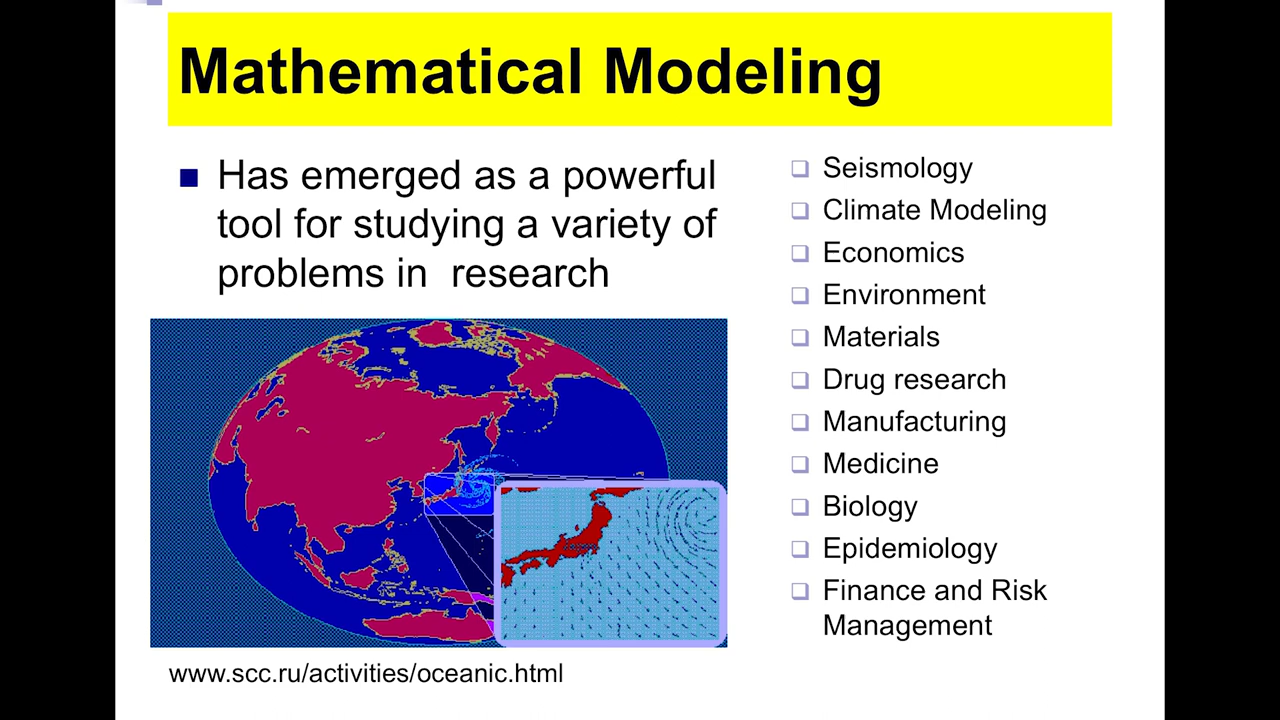 Mathematical Modeling
Has emerged as a powerful
tool for studying a variety of
problems in research
www.scc.ru/activities/oceanic.html
Seismology
Climate Modeling
Economics
Environment
Materials
Drug research
Manufacturing
Medicine
Biology
Epidemiology
Finance and Risk
Management